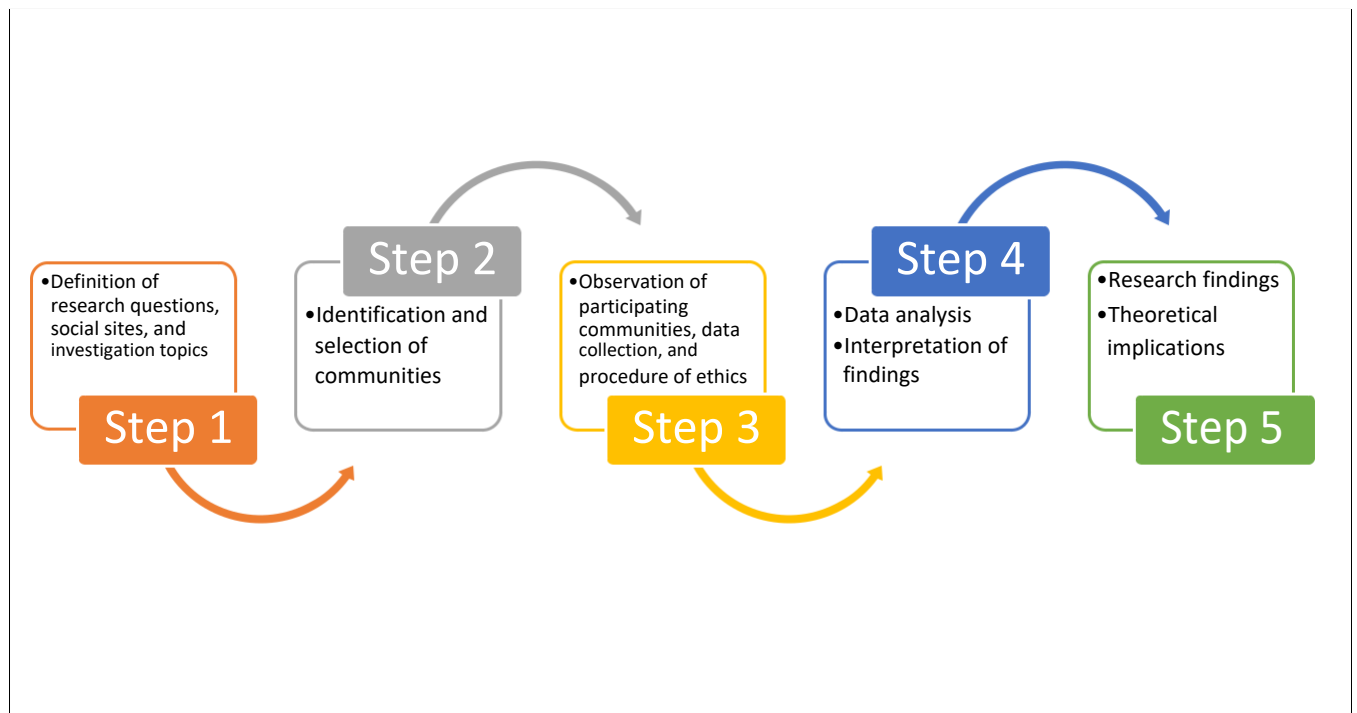 •Definition of
research questions,
social sites, and
investigation topics
Step 1
Step 2
•Identification and
selection of
communities
•Observation of
participating
communities, data
collection, and
procedure of ethics
Step 3
Step 4
•Data analysis
•Interpretation of
findings
•Research findings
•Theoretical
implications
Step 5